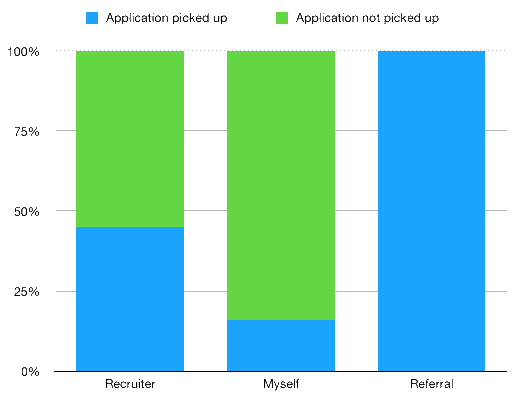 Application picked up Application not picked up
100%
75%
50%
25%
0%
Recruiter Myself Referral